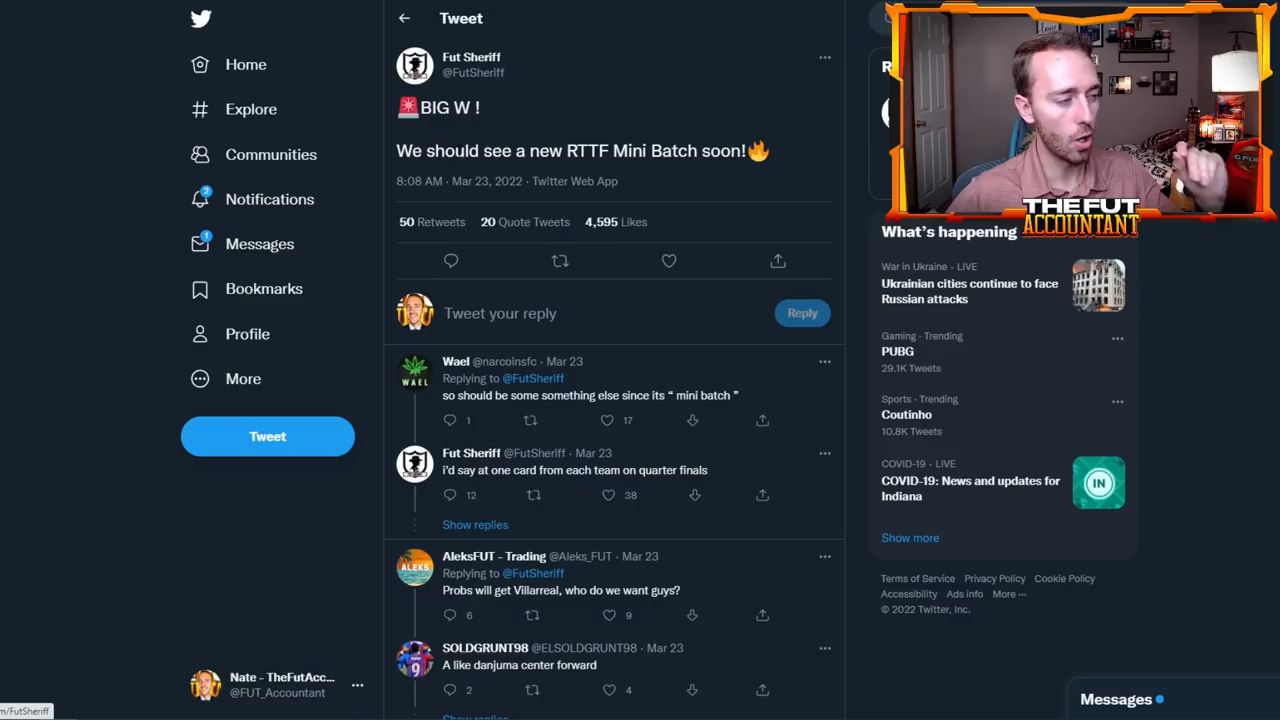 Home
Explore
Communities
2
Notifications
1
Messages
Bookmarks
Profile
More
Tweet
Nate - TheFutAcc...
@FUT_Accountant
m/FutSheriff
Tweet
Fut Sheriff
@FutSheriff
🚨BIG W !
We should see a new RTTF Mini Batch soon!🔥
8:08 AM · Mar 23, 2022 · Twitter Web App
50 Retweets 20 Quote Tweets 4,595 Likes
Tweet your reply
Reply
WAEL
Wael @narcoinsfc · Mar 23
Replying to @FutSheriff
so should be some something else since its “ mini batch ”
1 17
Fut Sheriff @FutSheriff · Mar 23
i'd say at one card from each team on quarter finals
12 38
Show replies
ALEKS
AleksFUT - Trading @Aleks_FUT · Mar 23
Replying to @FutSheriff
Probs will get Villarreal, who do we want guys?
6 9
SOLDGRUNT98 @ELSOLDGRUNT98 · Mar 23
A like danjuma center forward
2 4
Show replies
THE FUT
ACCOUNTANT
What's happening
War in Ukraine · LIVE
Ukrainian cities continue to face
Russian attacks
Gaming · Trending
PUBG
29.1K Tweets
Sports · Trending
Coutinho
10.8K Tweets
COVID-19 · LIVE
COVID-19: News and updates for
Indiana
IN
Show more
Terms of Service Privacy Policy Cookie Policy
Accessibility Ads info More ···
© 2022 Twitter, Inc.
Messages